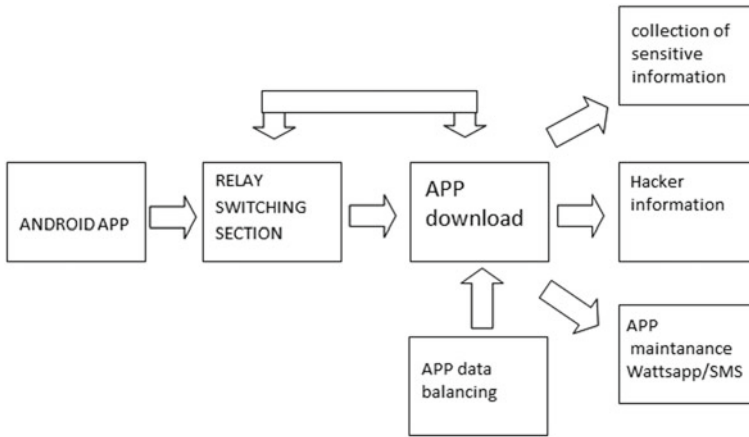 collection of
sensitive
information
ANDROID APP
RELAY
SWITCHING
SECTION
APP
download
Hacker
information
APP data
balancing
APP
maintanance
Wattsapp/SMS